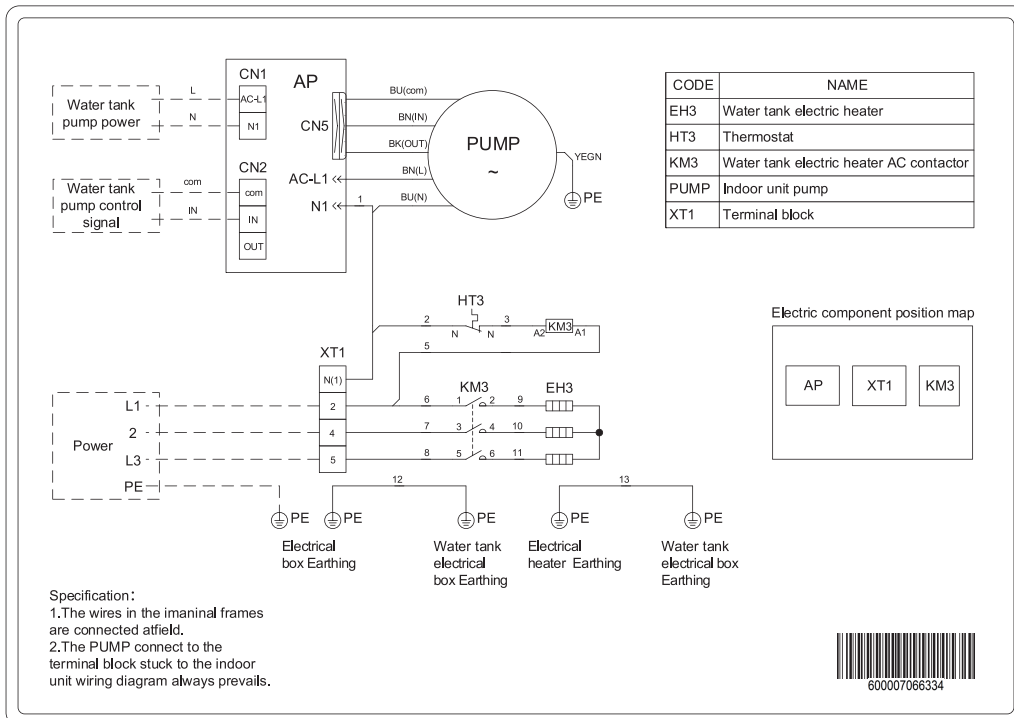 CN1
AP
L
AC-L1
Water tank
pump power
N
N1
CN5
BU(com)
BN(IN)
BK(OUT)
PUMP
~
YEGN
PE
CN2
AC-L1
BN(L)
N1
1
BU(N)
Water tank
pump control
signal
com
com
IN
IN
OUT
CODE NAME
EH3 Water tank electric heater
HT3 Thermostat
KM3 Water tank electric heater AC contactor
PUMP Indoor unit pump
XT1 Terminal block
Electric component position map
AP XT1 KM3
HT3
2 N N 3 A2 KM3 A1
5
XT1
N(1)
KM3 EH3
L1 2 6 1 2 9
2 4 7 3 4 10
Power
L3 5 8 5 6 11
PE
12 13
PE PE PE PE PE
Electrical
box Earthing
Water tank
electrical
box Earthing
Electrical
heater Earthing
Water tank
electrical box
Earthing
Specification:
1.The wires in the imaninal frames
are connected atfield.
2.The PUMP connect to the
terminal block stuck to the indoor
unit wiring diagram always prevails.
600007066334